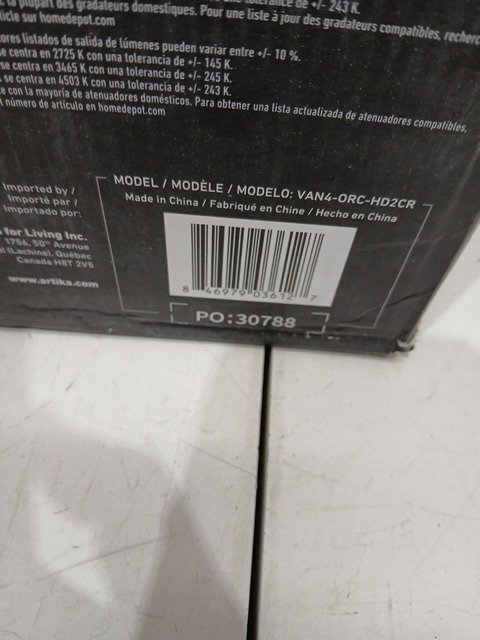 la plupart des gradateurs domestiques. Pour une liste à jour des gradateurs compatibles, recherc
icle sur homedepot.com
ores listados de salida de lúmenes pueden variar entre +/- 10 %.
se centra en 2725 K con una tolerancia de +/- 145 K.
se centra en 3465 K con una tolerancia de +/- 245 K.
se centra en 4503 K con una tolerancia de +/- 243 K.
e con la mayoría de atenuadores domésticos. Para obtener una lista actualizada de atenuadores compatibles,
l número de artículo en homedepot.com
Imported by /
Importé par /
Importado por:
for Living Inc.
1756, 50th Avenue
l (Lachine), Québec
Canada H8T 2V5
www.artika.com
MODEL / MODÈLE / MODELO: VAN4-ORC-HD2CR
Made in China / Fabriqué en Chine / Hecho en China
8 46979 03612 7
PO:30788